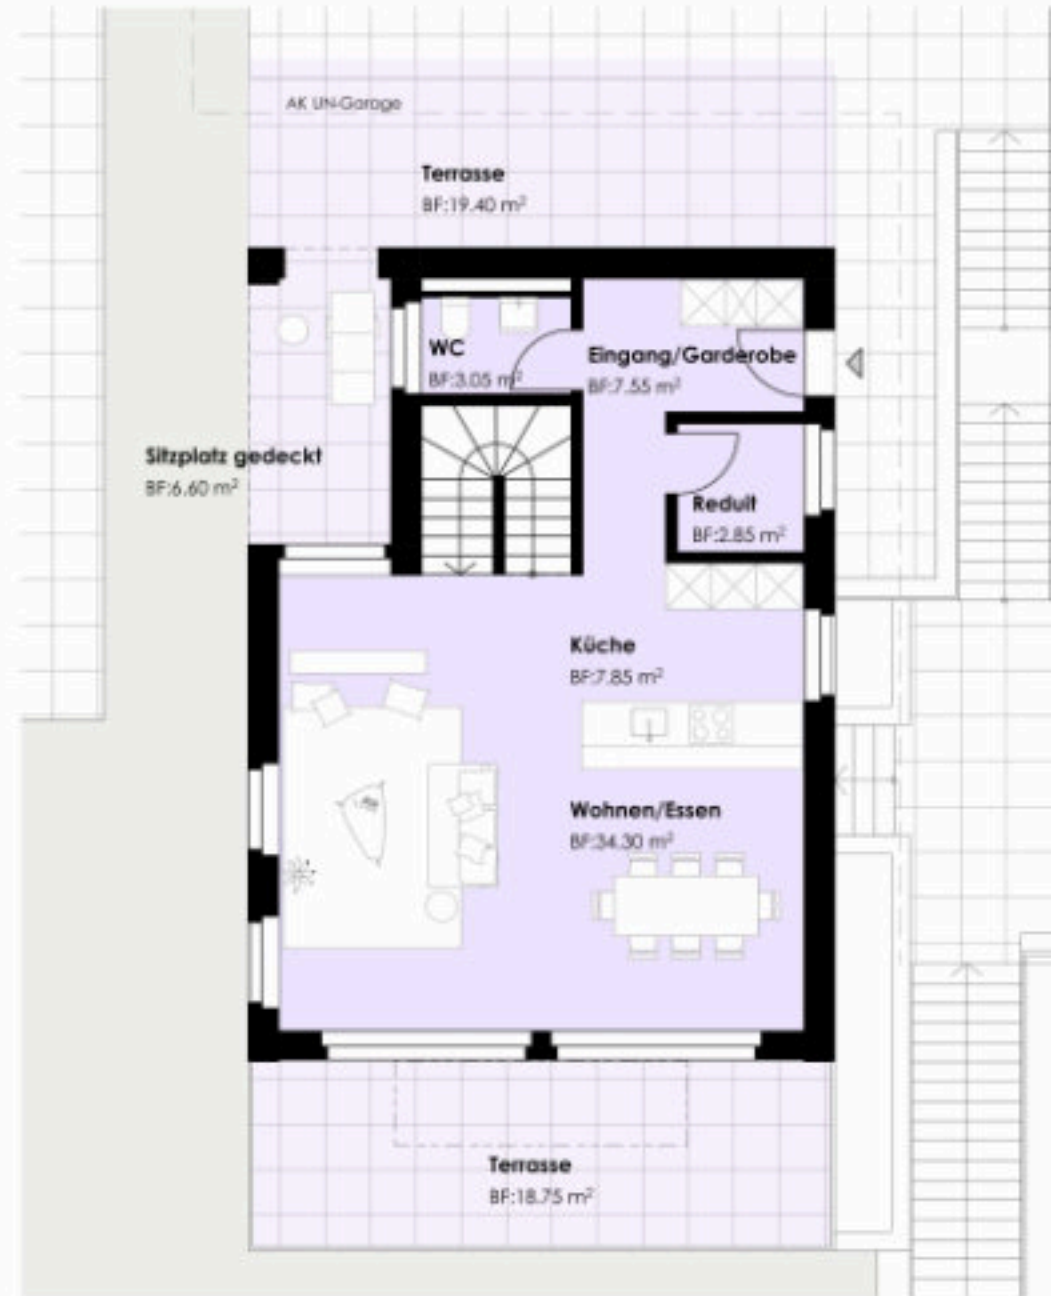 AK UN-Garage
Terrasse
BF:19.40 m²
WC
BF:3.05 m²
Eingang/Garderobe
BF:7.55 m²
Sitzplatz gedeckt
BF:6.60 m²
Reduit
BF:2.85 m²
Küche
BF:7.85 m²
Wohnen/Essen
BF:34.30 m²
Terrasse
BF:18.75 m²